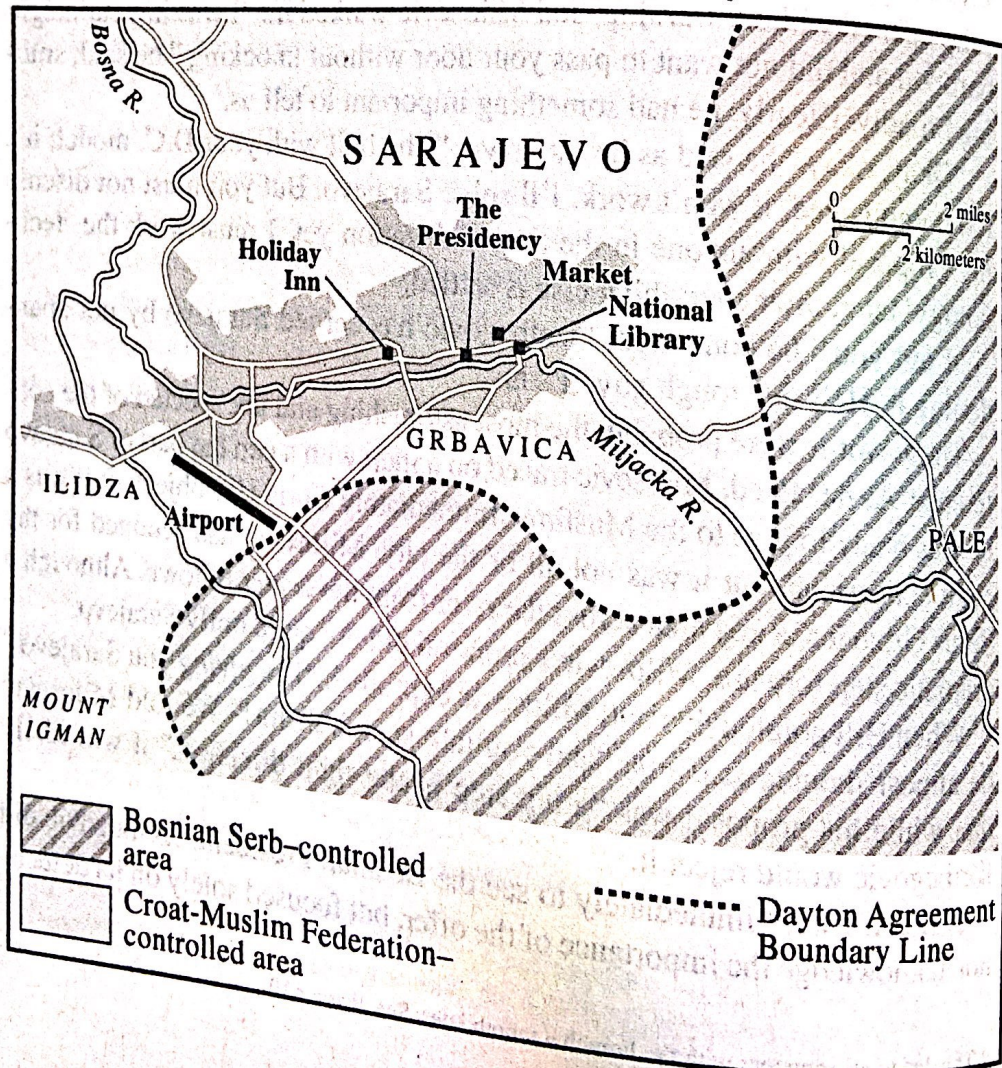 Bosna R.
SARAJEVO
The
Presidency
Holiday
Inn
Market
National
Library
0
2 miles
0
2 kilometers
GRBAVICA
Miljacka R.
ILIDZA
Airport
PALE
MOUNT
IGMAN
Bosnian Serb–controlled
area
Croat-Muslim Federation–
controlled area
Dayton Agreement
Boundary Line